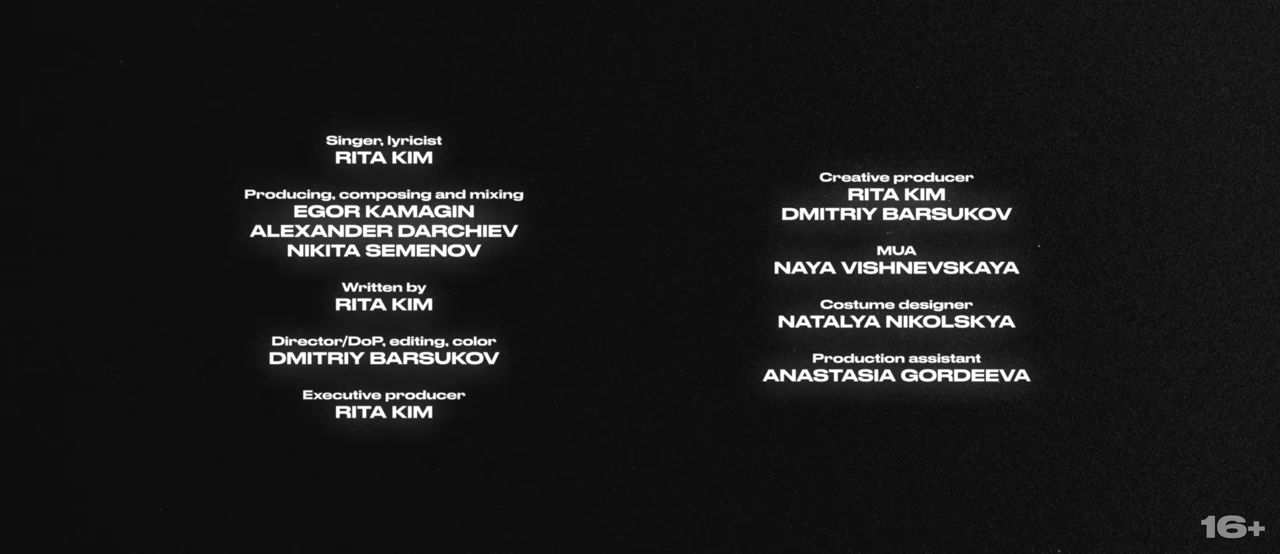 Singer, lyricist
RITA KIM
Producing, composing and mixing
EGOR KAMAGIN
ALEXANDER DARCHIEV
NIKITA SEMENOV
Written by
RITA KIM
Director/DoP, editing, color
DMITRIY BARSUKOV
Executive producer
RITA KIM
Creative producer
RITA KIM
DMITRIY BARSUKOV
MUA
NAYA VISHNEVSKAYA
Costume designer
NATALYA NIKOLSKYA
Production assistant
ANASTASIA GORDEEVA
16+